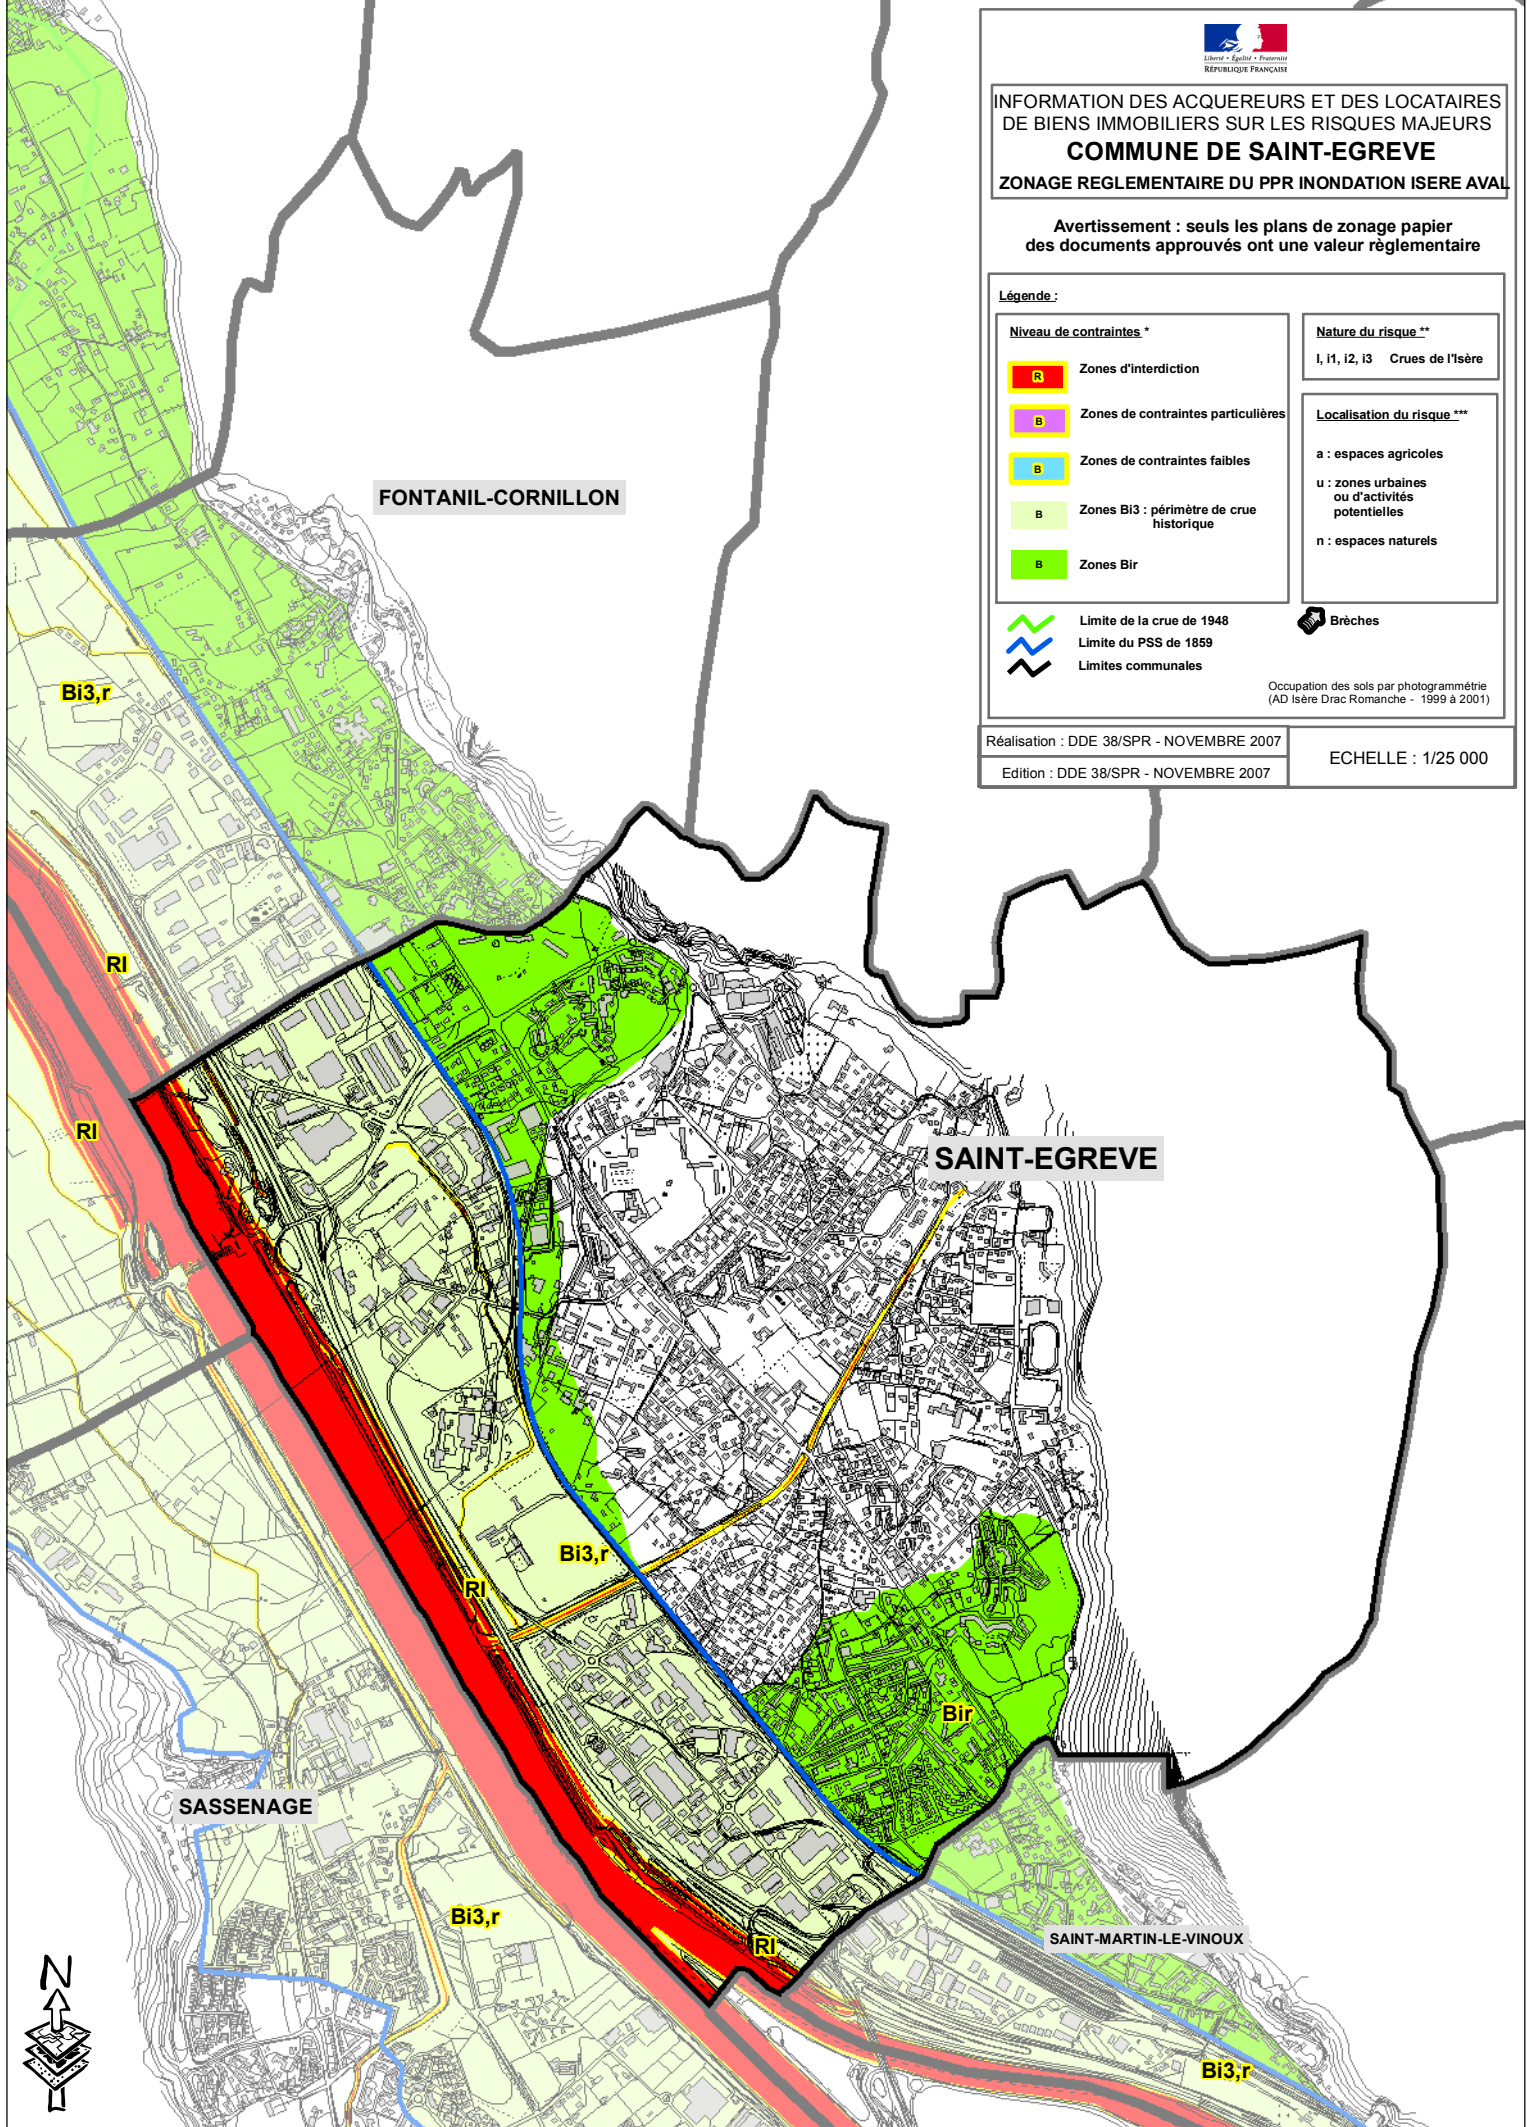 Liberté • Égalité • Fraternité
RÉPUBLIQUE FRANÇAISE
INFORMATION DES ACQUEREURS ET DES LOCATAIRES
DE BIENS IMMOBILIERS SUR LES RISQUES MAJEURS
COMMUNE DE SAINT-EGREVE
ZONAGE REGLEMENTAIRE DU PPR INONDATION ISERE AVAL
Avertissement : seuls les plans de zonage papier
des documents approuvés ont une valeur règlementaire
Légende :
Niveau de contraintes *
R Zones d'interdiction
B Zones de contraintes particulières
B Zones de contraintes faibles
B Zones Bi3 : périmètre de crue
historique
B Zones Bir
Nature du risque **
I, i1, i2, i3 Crues de l'Isère
Localisation du risque ***
a : espaces agricoles
u : zones urbaines
ou d'activités
potentielles
n : espaces naturels
Limite de la crue de 1948
Limite du PSS de 1859
Limites communales
Brèches
Occupation des sols par photogrammétrie
(AD Isère Drac Romanche - 1999 à 2001)
Réalisation : DDE 38/SPR - NOVEMBRE 2007
Edition : DDE 38/SPR - NOVEMBRE 2007
ECHELLE : 1/25 000
FONTANIL-CORNILLON
Bi3,r
RI
RI
SAINT-EGREVE
Bi3,r
RI
Bir
SASSENAGE
Bi3,r
RI
SAINT-MARTIN-LE-VINOUX
Bi3,r
N